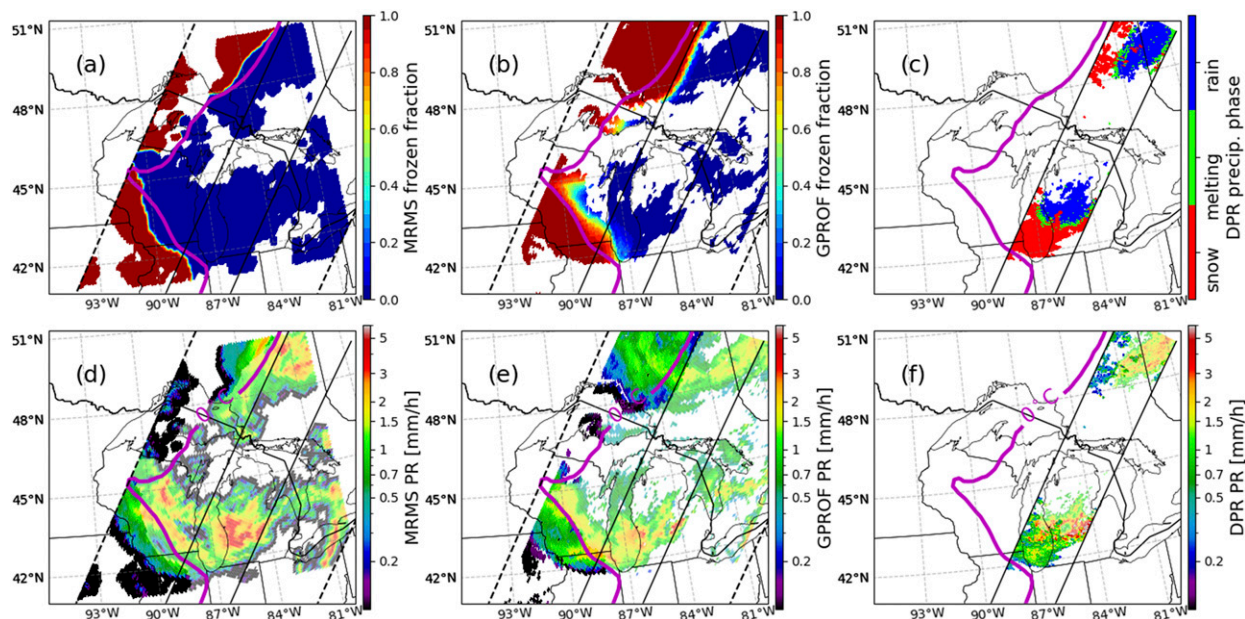 51°N
48°N
45°N
42°N
93°W 90°W 87°W 84°W 81°W
(a)
1.0
0.8
0.6
0.4
0.2
0.0
MRMS frozen fraction
51°N
48°N
45°N
42°N
93°W 90°W 87°W 84°W 81°W
(b)
1.0
0.8
0.6
0.4
0.2
0.0
GPROF frozen fraction
51°N
48°N
45°N
42°N
93°W 90°W 87°W 84°W 81°W
(c)
snow melting rain
DPR precip. phase
51°N
48°N
45°N
42°N
93°W 90°W 87°W 84°W 81°W
(d)
5
3
2
1
0.7
0.5
0.2
MRMS PR [mm/h]
51°N
48°N
45°N
42°N
93°W 90°W 87°W 84°W 81°W
(e)
5
3
2
1
0.7
0.5
0.2
GPROF PR [mm/h]
51°N
48°N
45°N
42°N
93°W 90°W 87°W 84°W 81°W
(f)
0 C
5
3
2
1
0.7
0.5
0.2
DPR PR [mm/h]